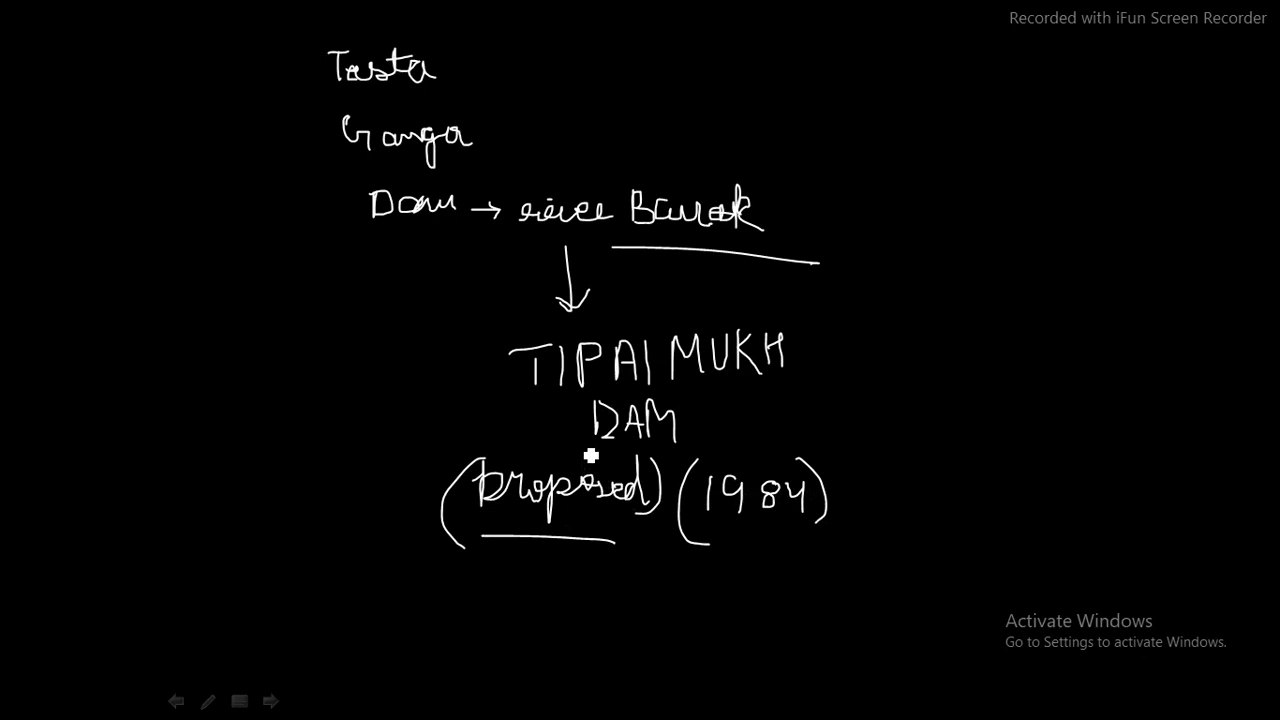 Recorded with iFun Screen Recorder
Testa
Ganga
Dam → river Barak
TIPAIMUKH
DAM
(proposed) (1984)
Activate Windows
Go to Settings to activate Windows.